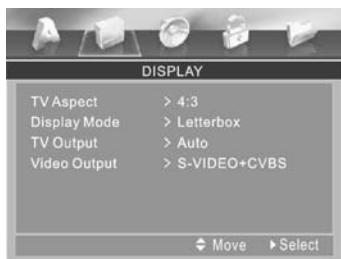 A
DISPLAY
TV Aspect > 4:3
Display Mode > Letterbox
TV Output > Auto
Video Output > S-VIDEO+CVBS
Move Select